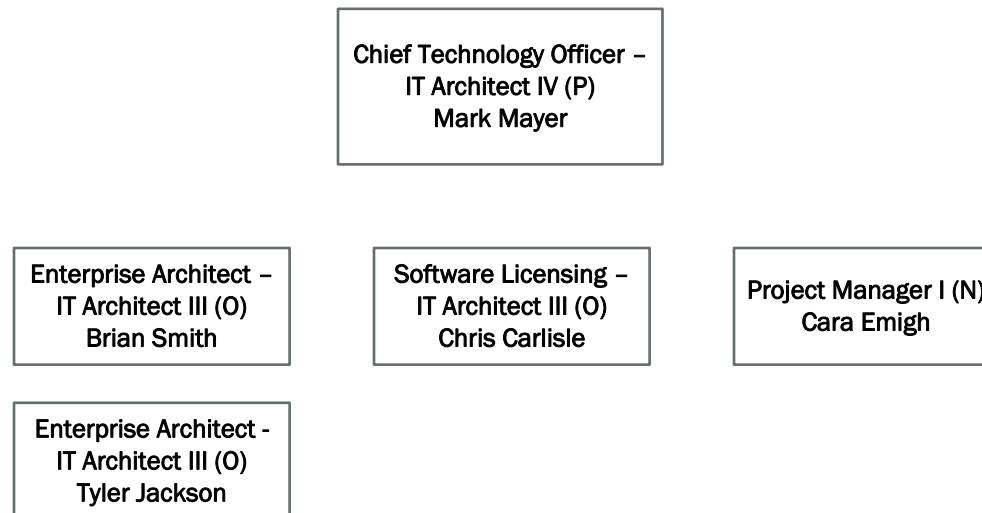 Chief Technology Officer –
IT Architect IV (P)
Mark Mayer
Enterprise Architect –
IT Architect III (O)
Brian Smith
Software Licensing –
IT Architect III (O)
Chris Carlisle
Project Manager I (N)
Cara Emigh
Enterprise Architect -
IT Architect III (O)
Tyler Jackson